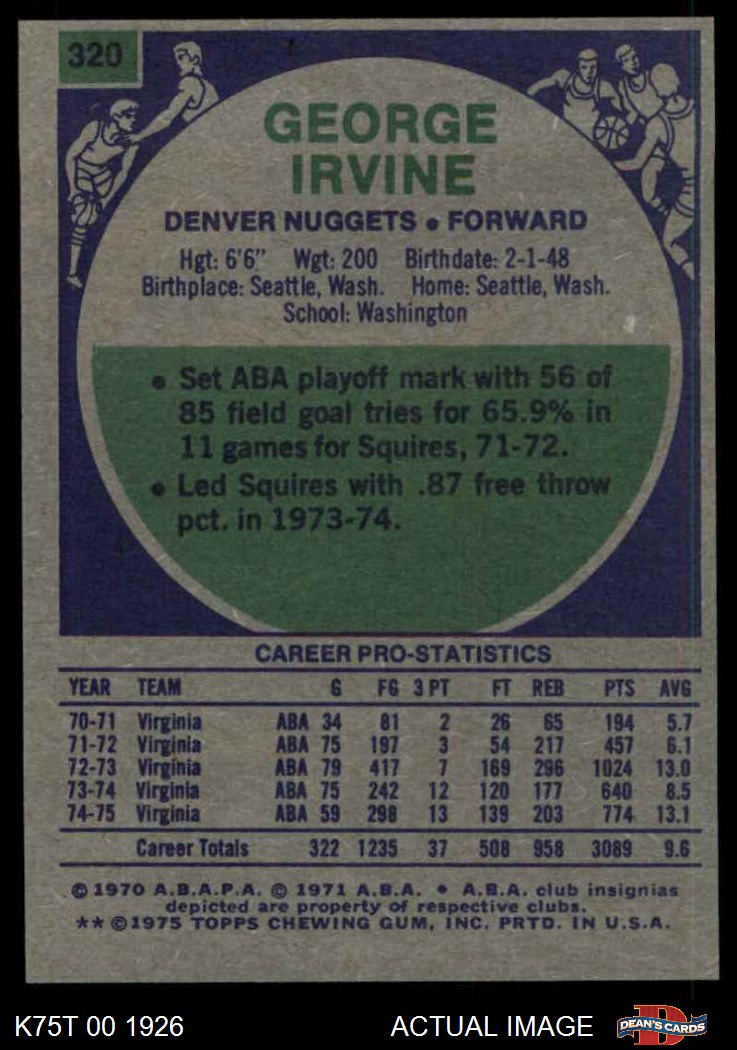 320
GEORGE
IRVINE
DENVER NUGGETS • FORWARD
Hgt: 6'6" Wgt: 200 Birthdate: 2-1-48
Birthplace: Seattle, Wash. Home: Seattle, Wash.
School: Washington
• Set ABA playoff mark with 56 of
85 field goal tries for 65.9% in
11 games for Squires, 71-72.
• Led Squires with .87 free throw
pct. in 1973-74.
CAREER PRO-STATISTICS
YEAR TEAM G FG 3 PT FT REB PTS AVG
70-71 Virginia ABA 34 81 2 26 65 194 5.7
71-72 Virginia ABA 75 197 3 54 217 457 6.1
72-73 Virginia ABA 79 417 7 169 296 1024 13.0
73-74 Virginia ABA 75 242 12 120 177 640 8.5
74-75 Virginia ABA 59 298 13 139 203 774 13.1
Career Totals 322 1235 37 508 958 3089 9.6
© 1970 A.B.A.P.A. © 1971 A.B.A. • A.B.A. club insignias
depicted are property of respective clubs.
** © 1975 TOPPS CHEWING GUM, INC. PRTD. IN U.S.A.
K75T 00 1926 ACTUAL IMAGE D DEAN'S CARDS